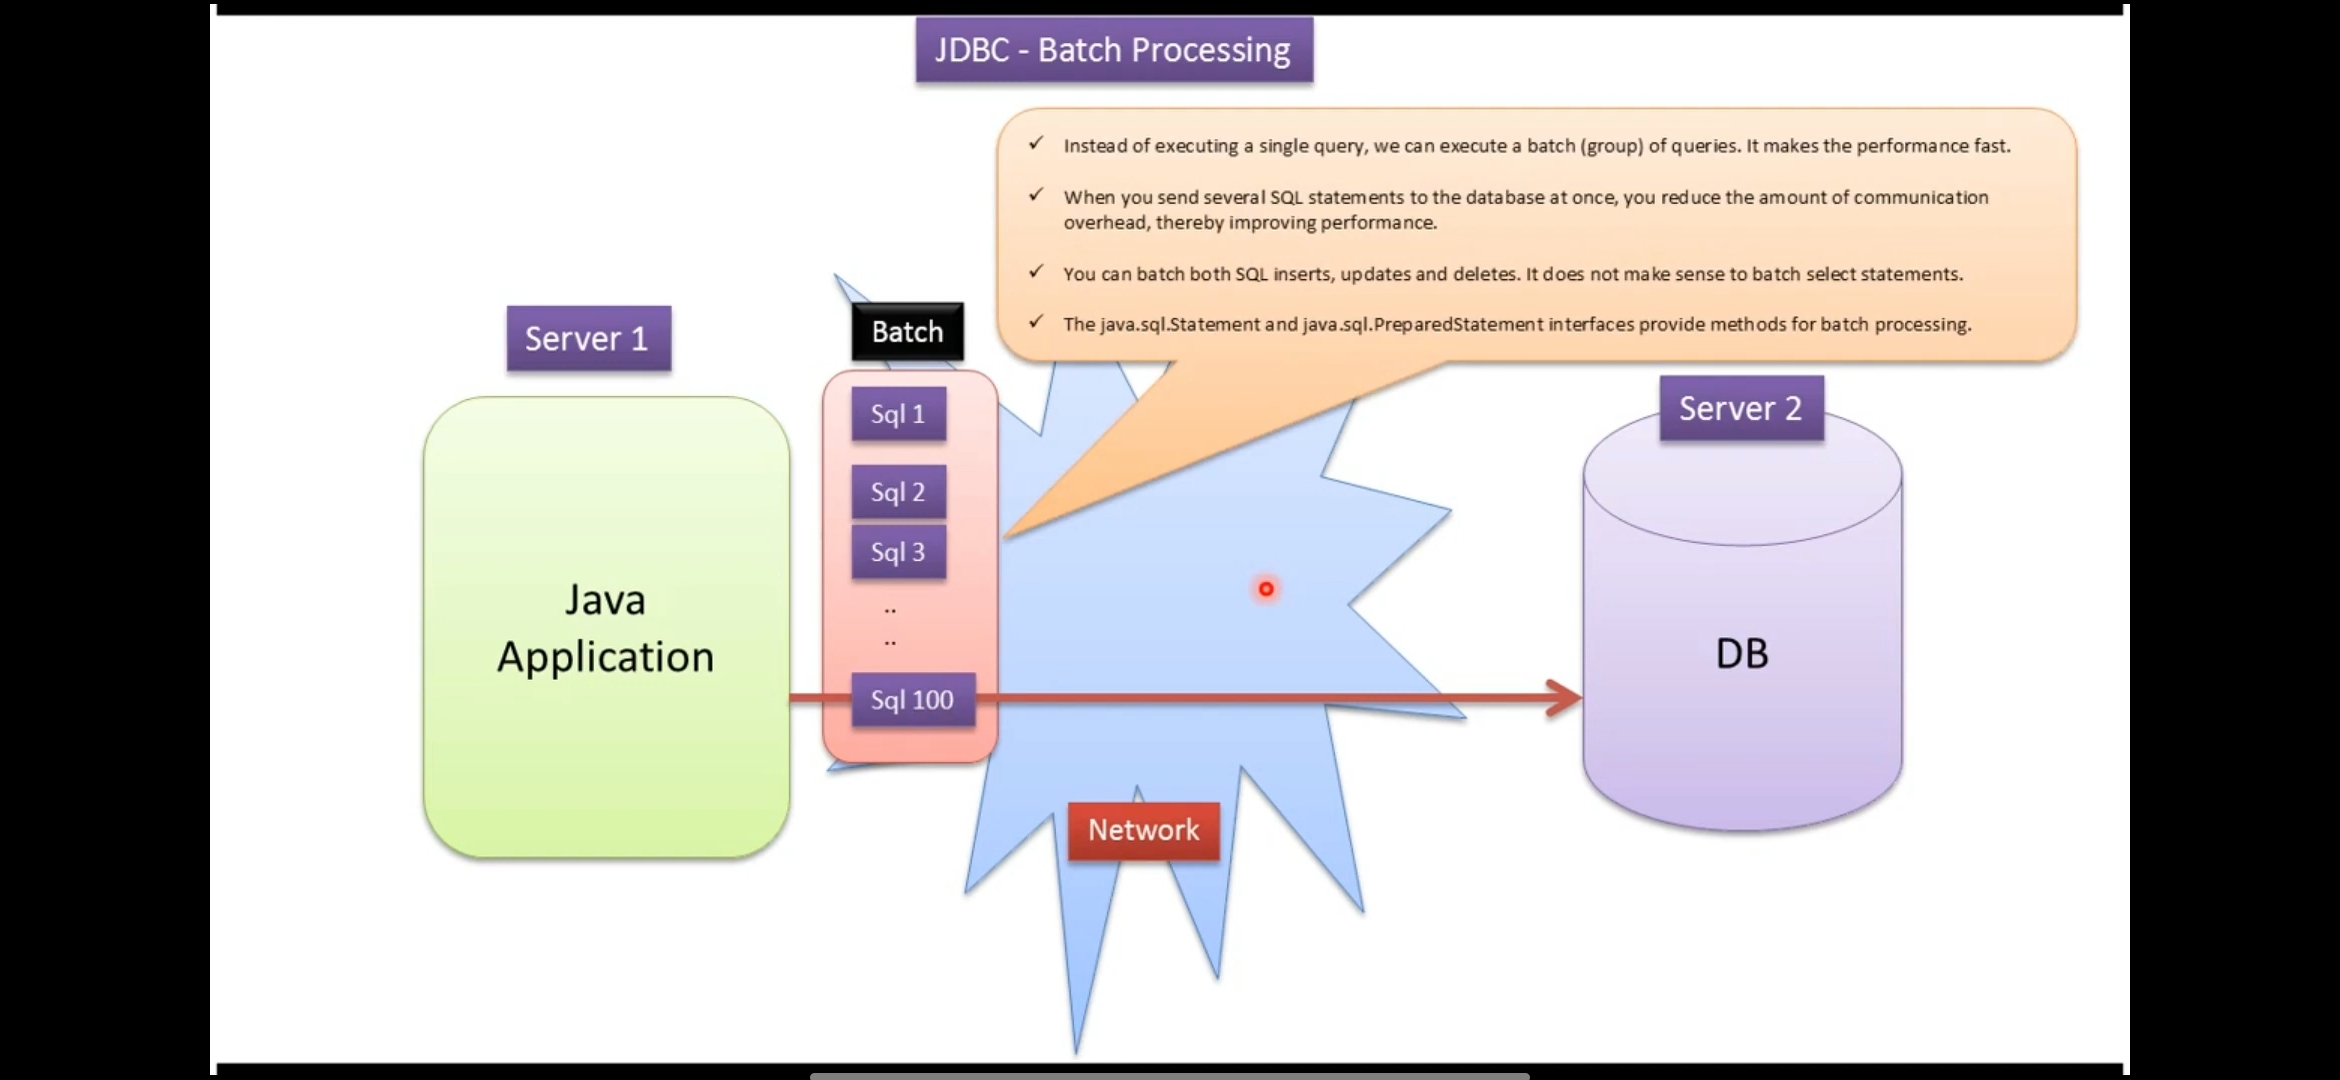 JDBC - Batch Processing
✓ Instead of executing a single query, we can execute a batch (group) of queries. It makes the performance fast.
✓ When you send several SQL statements to the database at once, you reduce the amount of communication
overhead, thereby improving performance.
✓ You can batch both SQL inserts, updates and deletes. It does not make sense to batch select statements.
✓ The java.sql.Statement and java.sql.PreparedStatement interfaces provide methods for batch processing.
Server 1
Batch
Server 2
Sql 1
Sql 2
Sql 3
..
..
Sql 100
Java
Application
DB
Network